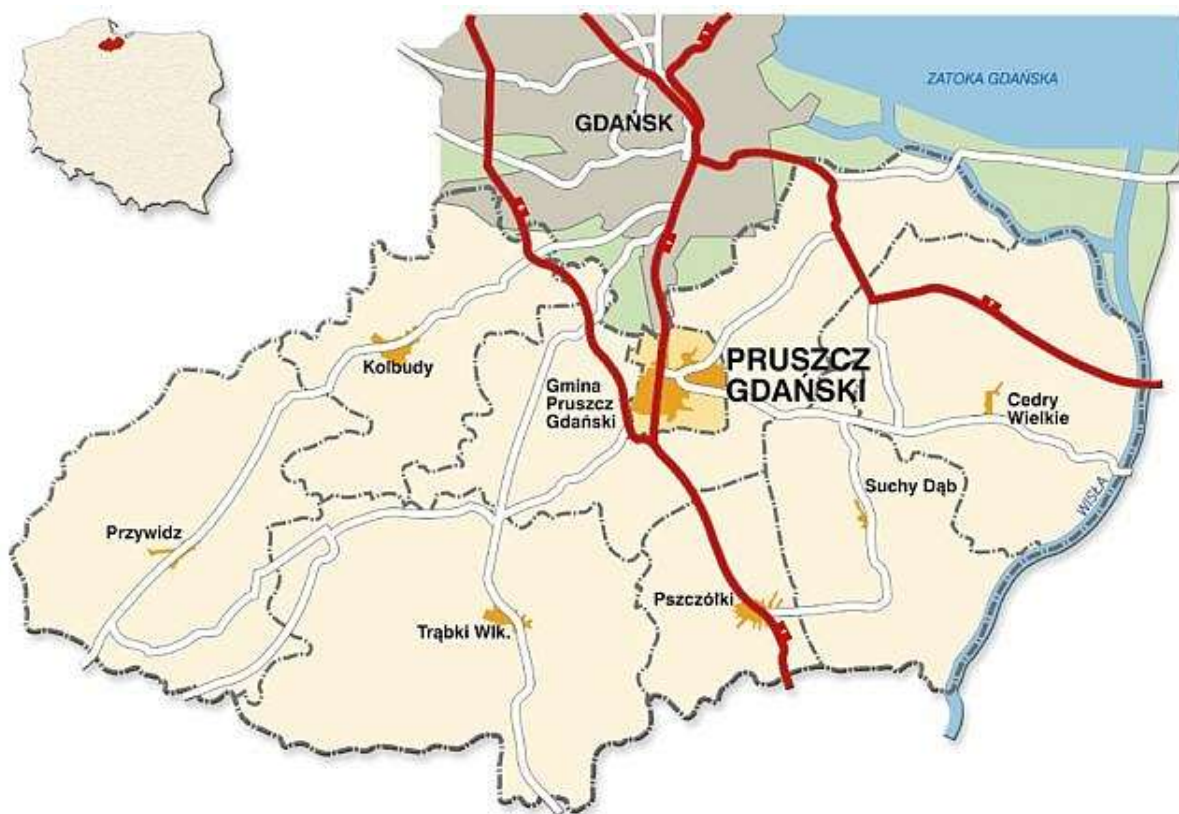 ZATOKA GDAŃSKA
GDAŃSK
PRUSZCZ
GDAŃSKI
Kolbudy
Gmina
Pruszcz
Gdański
Cedry
Wielkie
Suchy Dąb
WISŁA
Przywidz
Pszczółki
Trąbki Wlk.